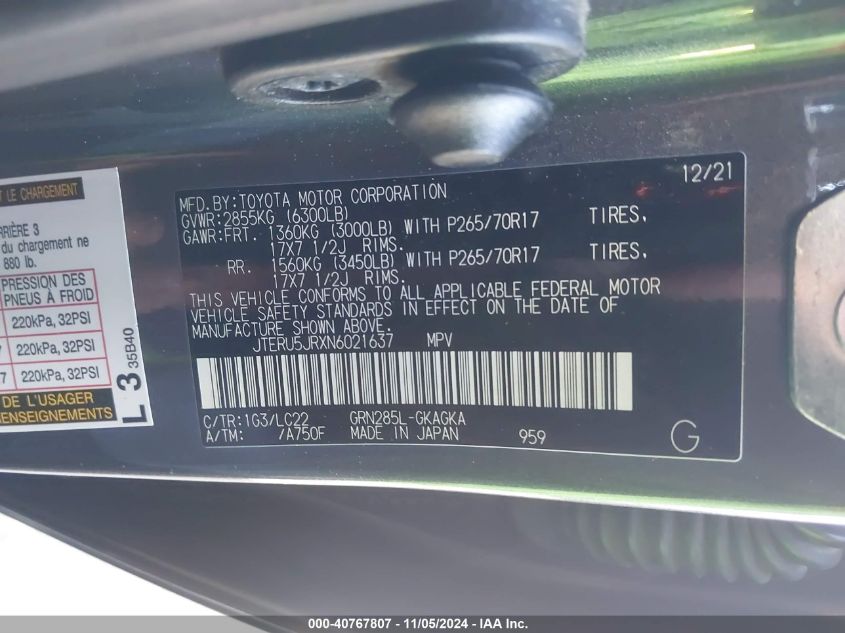 ET LE CHARGEMENT
ARRIÈRE 3
du chargement ne
880 lb.
PRESSION DES
PNEUS À FROID
220kPa, 32PSI
220kPa, 32PSI
220kPa, 32PSI
DE L'USAGER
RENSEIGNEMENTS
L 3 35B40
12/21
MFD. BY: TOYOTA MOTOR CORPORATION
GVWR: 2855KG (6300LB)
GAWR: FRT. 1360KG (3000LB) WITH P265/70R17 TIRES,
17X7 1/2J RIMS.
RR. 1560KG (3450LB) WITH P265/70R17 TIRES,
17X7 1/2J RIMS.
THIS VEHICLE CONFORMS TO ALL APPLICABLE FEDERAL MOTOR
VEHICLE SAFETY STANDARDS IN EFFECT ON THE DATE OF
MANUFACTURE SHOWN ABOVE.
JTERU5JRXN6021637 MPV
C/TR: 1G3/LC22 GRN285L-GKAGKA
A/TM: /A750F MADE IN JAPAN 959
G
000-40767807 - 11/05/2024 - IAA Inc.